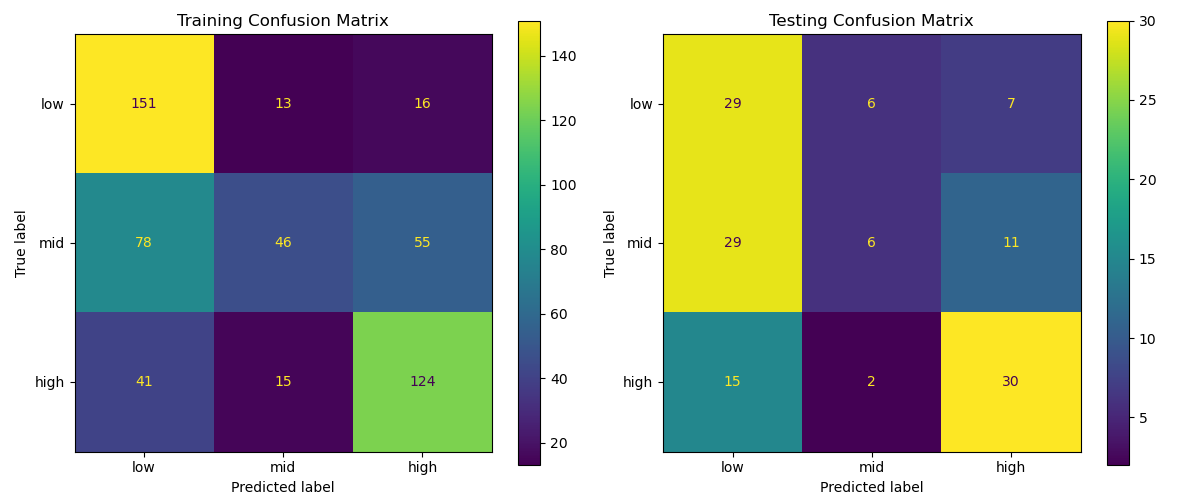 Training Confusion Matrix
True label
low
mid
high
151 13 16
78 46 55
41 15 124
low mid high
Predicted label
140
120
100
80
60
40
20
Testing Confusion Matrix
True label
low
mid
high
29 6 7
29 6 11
15 2 30
low mid high
Predicted label
30
25
20
15
10
5